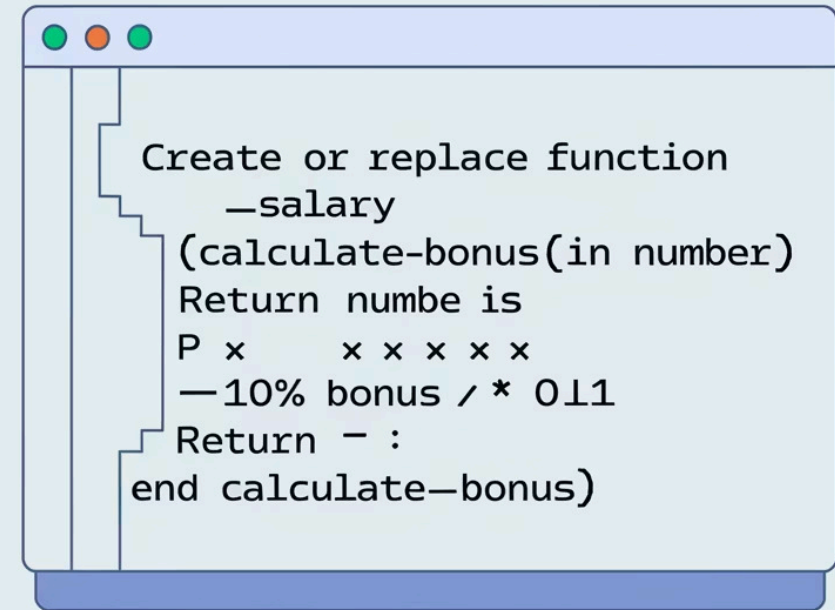 Create or replace function
—salary
(calculate-bonus(in number)
Return numbe is
P × × × × × ×
—10% bonus /* 0⊥1
Return – :
end calculate—bonus)